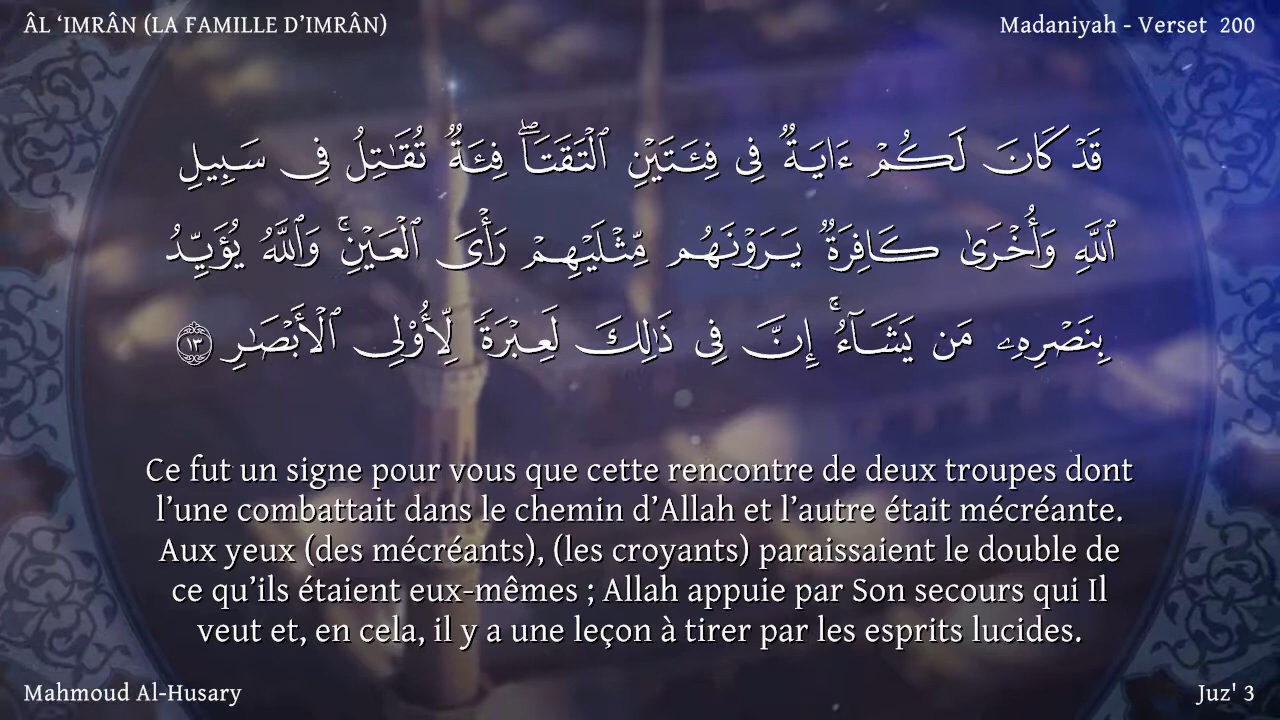 ÂL ‘IMRÂN (LA FAMILLE D’IMRÂN)
Madaniyah - Verset 200
قَدْ كَانَ لَكُمْ ءَايَةٌ فِى فِئَتَيْنِ ٱلْتَقَتَا ۖ فِئَةٌ تُقَـٰتِلُ فِى سَبِيلِ
ٱللَّهِ وَأُخْرَىٰ كَافِرَةٌ يَرَوْنَهُم مِّثْلَيْهِمْ رَأْىَ ٱلْعَيْنِ ۚ وَٱللَّهُ يُؤَيِّدُ
بِنَصْرِهِۦ مَن يَشَآءُ ۚ إِنَّ فِى ذَٰلِكَ لَعِبْرَةً لِّأُو۟لِى ٱلْأَبْصَـٰرِ ١٣
Ce fut un signe pour vous que cette rencontre de deux troupes dont
l’une combattait dans le chemin d’Allah et l’autre était mécréante.
Aux yeux (des mécréants), (les croyants) paraissaient le double de
ce qu’ils étaient eux-mêmes ; Allah appuie par Son secours qui Il
veut et, en cela, il y a une leçon à tirer par les esprits lucides.
Mahmoud Al-Husary
Juz' 3